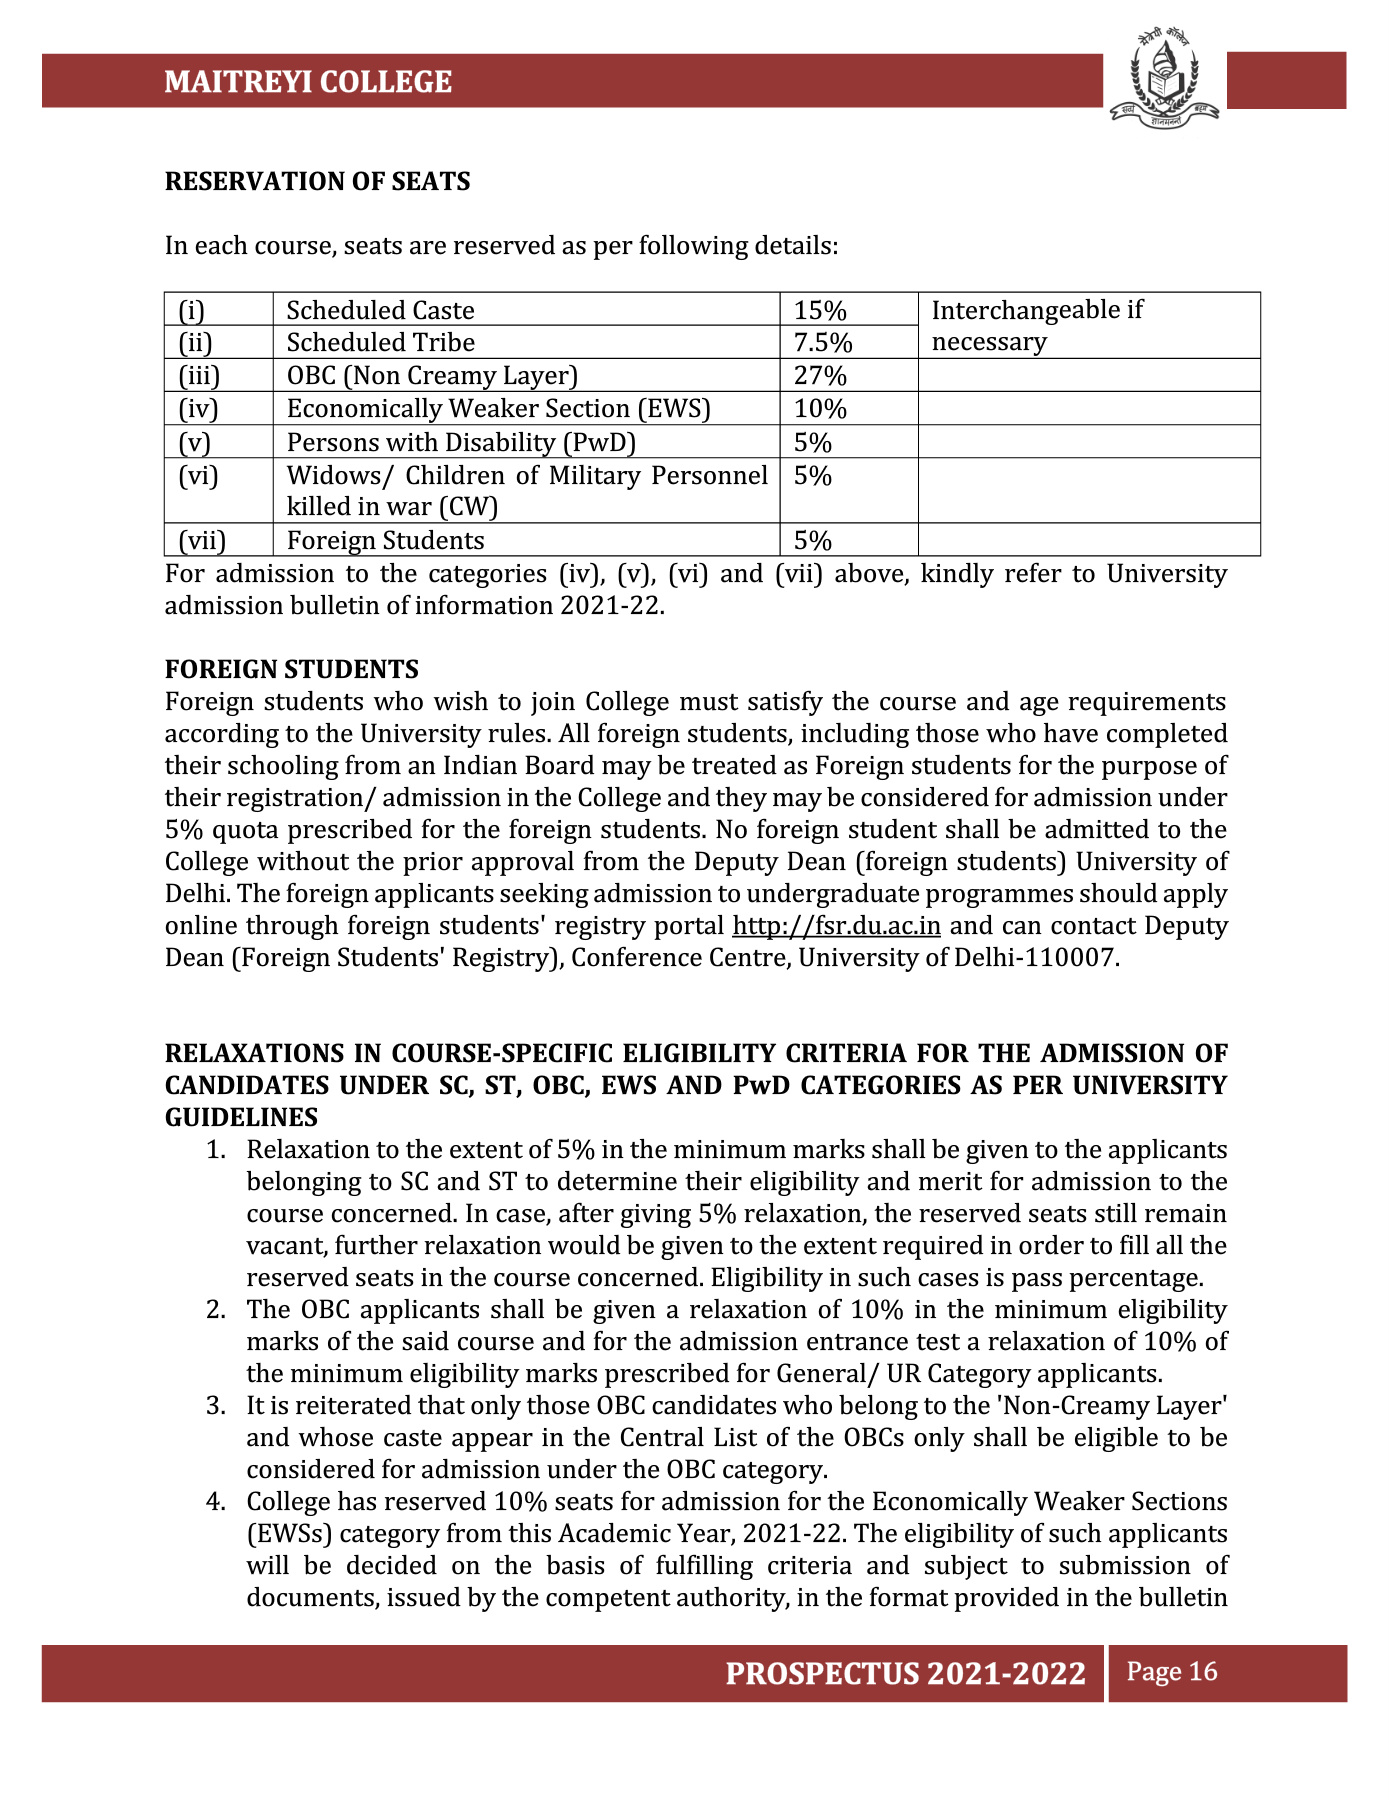 MAITREYI COLLEGE
मैत्रेयी कॉलेज
RESERVATION OF SEATS
In each course, seats are reserved as per following details:
(i) Scheduled Caste 15% Interchangeable if
(ii) Scheduled Tribe 7.5% necessary
(iii) OBC (Non Creamy Layer) 27%
(iv) Economically Weaker Section (EWS) 10%
(v) Persons with Disability (PwD) 5%
(vi) Widows/ Children of Military Personnel 5%
killed in war (CW)
(vii) Foreign Students 5%
For admission to the categories (iv), (v), (vi) and (vii) above, kindly refer to University
admission bulletin of information 2021-22.
FOREIGN STUDENTS
Foreign students who wish to join College must satisfy the course and age requirements
according to the University rules. All foreign students, including those who have completed
their schooling from an Indian Board may be treated as Foreign students for the purpose of
their registration/ admission in the College and they may be considered for admission under
5% quota prescribed for the foreign students. No foreign student shall be admitted to the
College without the prior approval from the Deputy Dean (foreign students) University of
Delhi. The foreign applicants seeking admission to undergraduate programmes should apply
online through foreign students' registry portal http://fsr.du.ac.in and can contact Deputy
Dean (Foreign Students' Registry), Conference Centre, University of Delhi-110007.
RELAXATIONS IN COURSE-SPECIFIC ELIGIBILITY CRITERIA FOR THE ADMISSION OF
CANDIDATES UNDER SC, ST, OBC, EWS AND PwD CATEGORIES AS PER UNIVERSITY
GUIDELINES
1. Relaxation to the extent of 5% in the minimum marks shall be given to the applicants
belonging to SC and ST to determine their eligibility and merit for admission to the
course concerned. In case, after giving 5% relaxation, the reserved seats still remain
vacant, further relaxation would be given to the extent required in order to fill all the
reserved seats in the course concerned. Eligibility in such cases is pass percentage.
2. The OBC applicants shall be given a relaxation of 10% in the minimum eligibility
marks of the said course and for the admission entrance test a relaxation of 10% of
the minimum eligibility marks prescribed for General/ UR Category applicants.
3. It is reiterated that only those OBC candidates who belong to the 'Non-Creamy Layer'
and whose caste appear in the Central List of the OBCs only shall be eligible to be
considered for admission under the OBC category.
4. College has reserved 10% seats for admission for the Economically Weaker Sections
(EWSs) category from this Academic Year, 2021-22. The eligibility of such applicants
will be decided on the basis of fulfilling criteria and subject to submission of
documents, issued by the competent authority, in the format provided in the bulletin
PROSPECTUS 2021-2022 Page 16